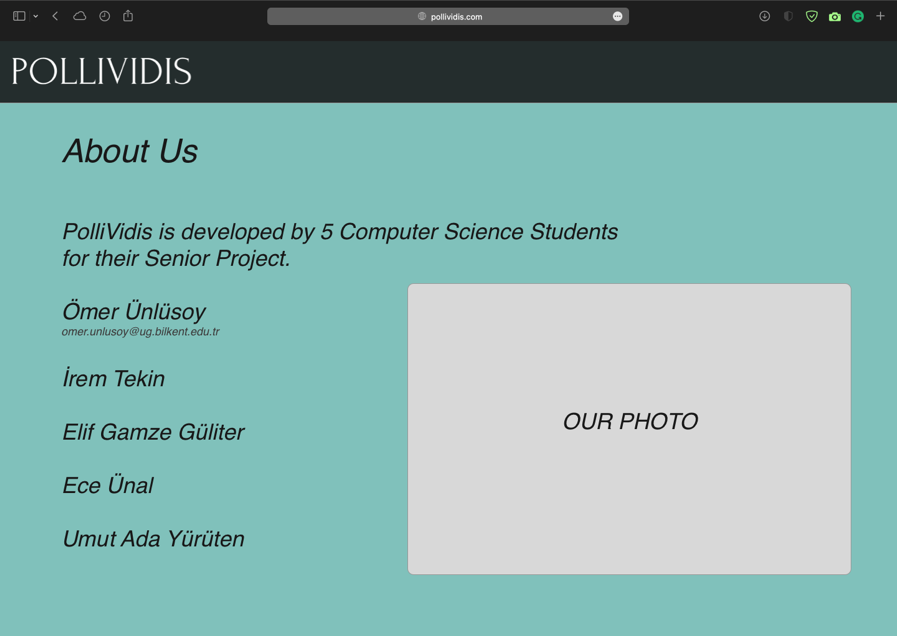 pollividis.com
POLLIVIDIS
About Us
PolliVidis is developed by 5 Computer Science Students
for their Senior Project.
Ömer Ünlüsoy
omer.unlusoy@ug.bilkent.edu.tr
İrem Tekin
Elif Gamze Güliter
Ece Ünal
Umut Ada Yürüten
OUR PHOTO